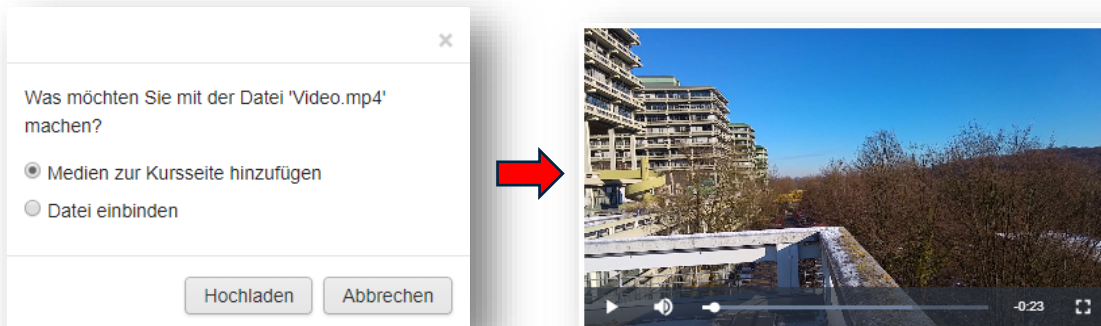 ×
Was möchten Sie mit der Datei 'Video.mp4'
machen?
Medien zur Kursseite hinzufügen
Datei einbinden
Hochladen Abbrechen
-0:23